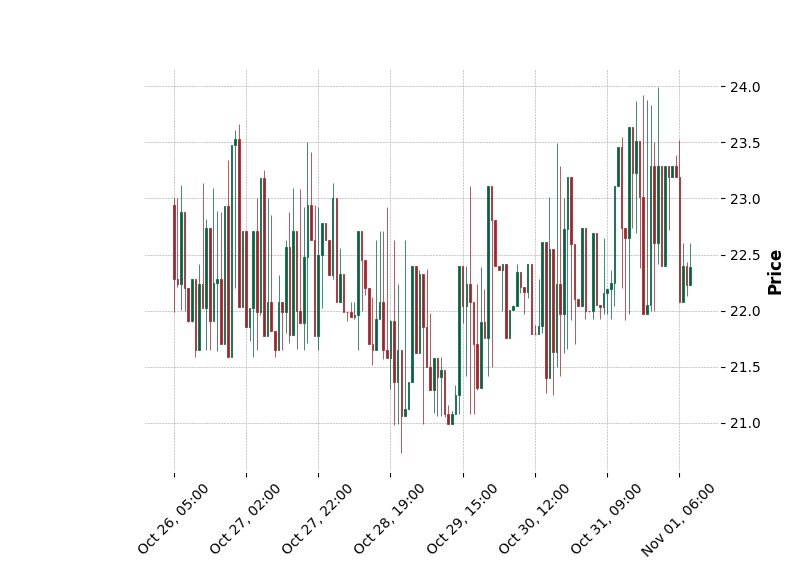 24.0
23.5
23.0
22.5
22.0
21.5
21.0
Price
Oct 26, 05:00
Oct 27, 02:00
Oct 27, 22:00
Oct 28, 19:00
Oct 29, 15:00
Oct 30, 12:00
Oct 31, 09:00
Nov 01, 06:00